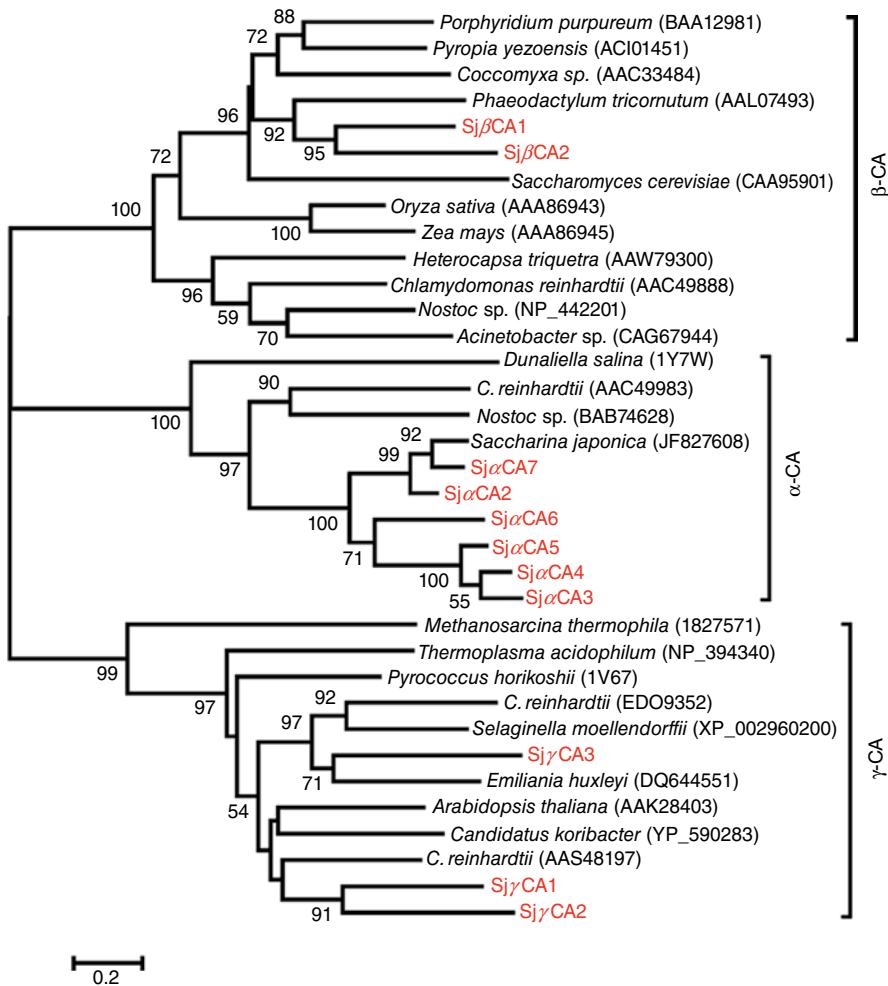 88
Porphyridium purpureum (BAA12981)
72
Pyropia yezoensis (ACI01451)
Coccomyxa sp. (AAC33484)
96
Phaeodactylum tricornutum (AAL07493)
92
SjβCA1
95
SjβCA2
72
Saccharomyces cerevisiae (CAA95901)
Oryza sativa (AAA86943)
100
100
Zea mays (AAA86945)
Heterocapsa triquetra (AAW79300)
96
Chlamydomonas reinhardtii (AAC49888)
59
Nostoc sp. (NP_442201)
70
Acinetobacter sp. (CAG67944)
β-CA
Dunaliella salina (1Y7W)
100
90
C. reinhardtii (AAC49983)
Nostoc sp. (BAB74628)
97
92
Saccharina japonica (JF827608)
99
SjαCA7
SjαCA2
100
SjαCA6
71
SjαCA5
100
SjαCA4
55
SjαCA3
α-CA
Methanosarcina thermophila (1827571)
99
Thermoplasma acidophilum (NP_394340)
97
Pyrococcus horikoshii (1V67)
92
C. reinhardtii (EDO9352)
97
Selaginella moellendorffii (XP_002960200)
SjγCA3
71
Emiliania huxleyi (DQ644551)
54
Arabidopsis thaliana (AAK28403)
Candidatus koribacter (YP_590283)
C. reinhardtii (AAS48197)
SjγCA1
91
SjγCA2
γ-CA
0.2